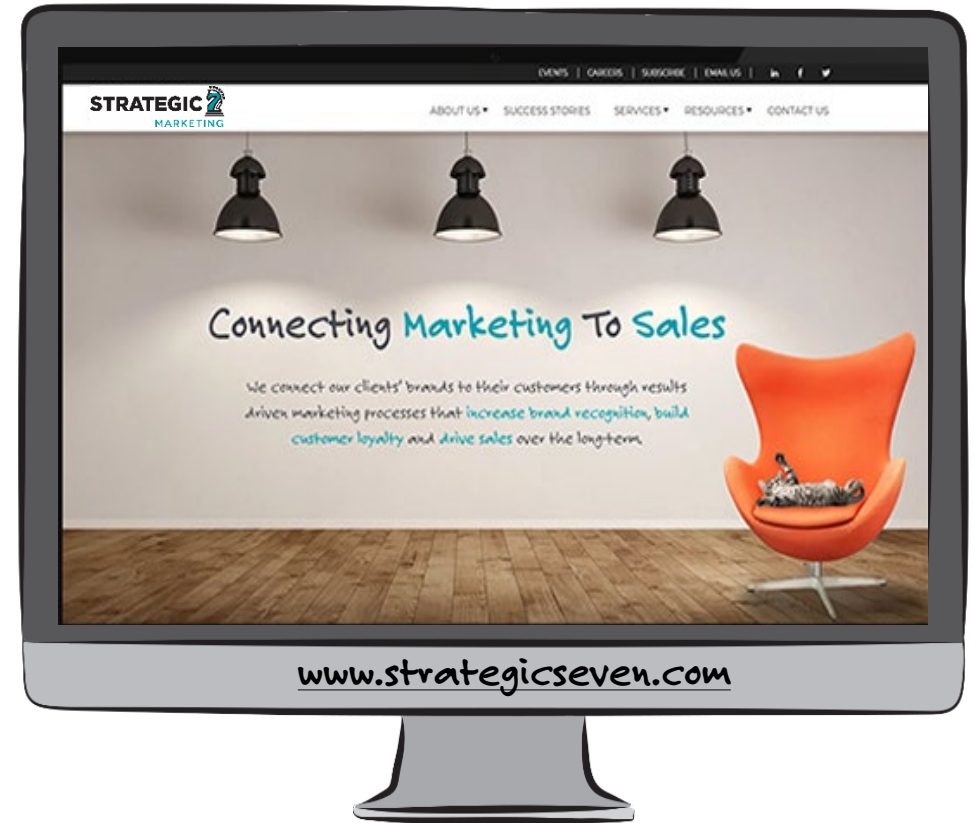 EVENTS | CAREERS | SUBSCRIBE | EMAIL US |
STRATEGIC 7
MARKETING
ABOUT US SUCCESS STORIES SERVICES RESOURCES CONTACT US
Connecting Marketing To Sales
We connect our clients' brands to their customers through results
driven marketing processes that increase brand recognition, build
customer loyalty and drive sales over the long-term.
www.strategicseven.com